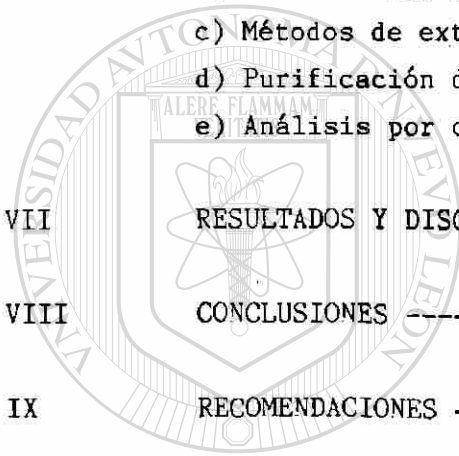 c) Métodos de ext
d) Purificación d
ALERE FLAMMAM
e) Análisis por c
VII RESULTADOS Y DISC
VIII CONCLUSIONES ----
IX RECOMENDACIONES -